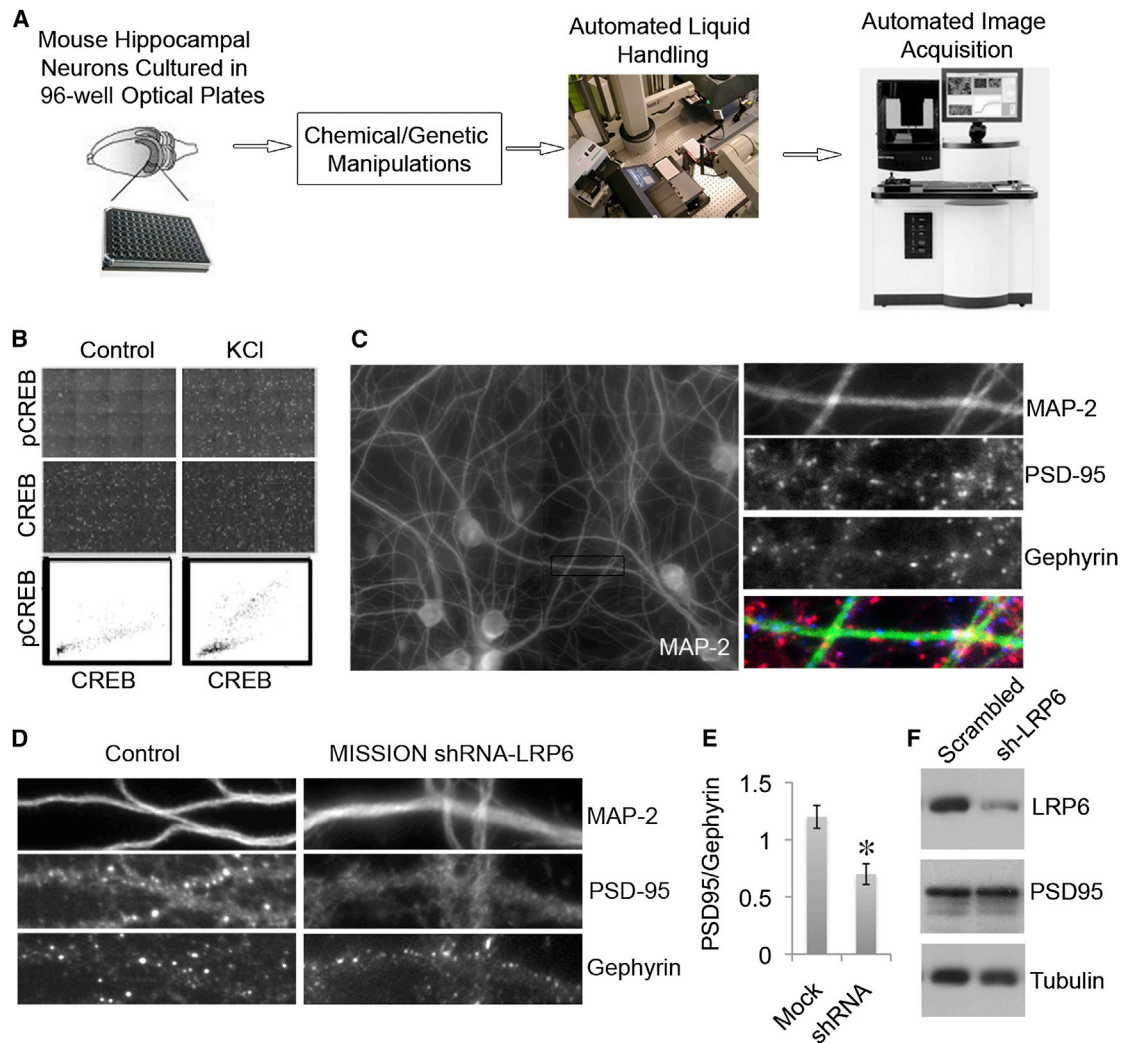 A
Mouse Hippocampal
Neurons Cultured in
96-well Optical Plates
Chemical/Genetic
Manipulations
Automated Liquid
Handling
Automated Image
Acquisition
B
Control
KCl
pCREB
CREB
pCREB
CREB
CREB
C
MAP-2
MAP-2
PSD-95
Gephyrin
D
Control
MISSION shRNA-LRP6
MAP-2
PSD-95
Gephyrin
E
PSD95/Gephyrin
1.5
1
0.5
0
*
Mock
shRNA
F
Scrambled
sh-LRP6
LRP6
PSD95
Tubulin